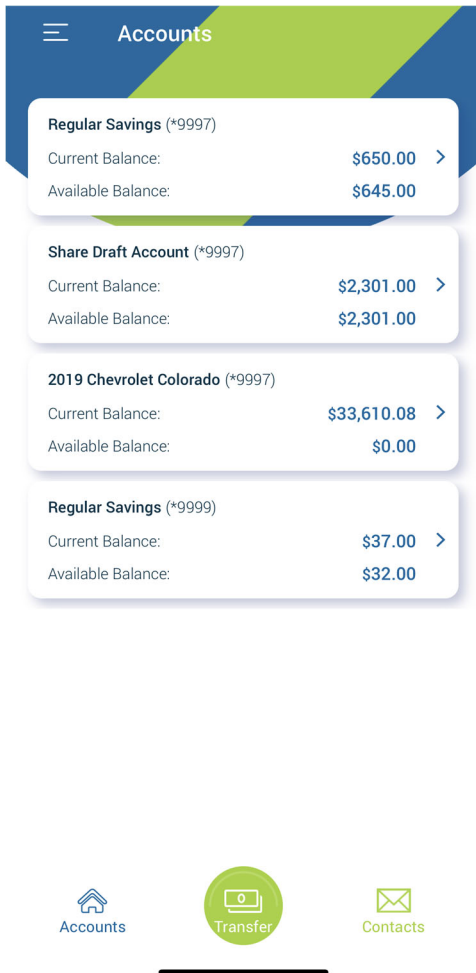 Accounts
Regular Savings (*9997)
Current Balance: $650.00
Available Balance: $645.00
Share Draft Account (*9997)
Current Balance: $2,301.00
Available Balance: $2,301.00
2019 Chevrolet Colorado (*9997)
Current Balance: $33,610.08
Available Balance: $0.00
Regular Savings (*9999)
Current Balance: $37.00
Available Balance: $32.00
Accounts Transfer Contacts